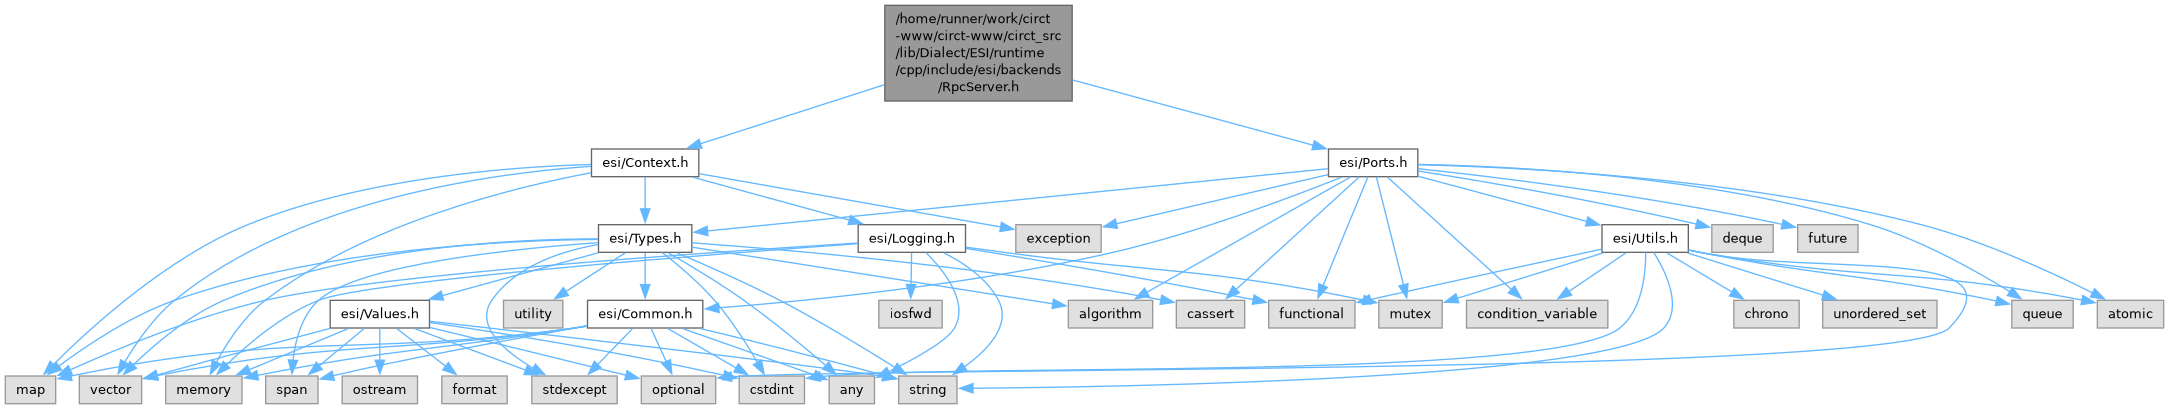 /home/runner/work/circt
-www/circt-www/circt_src
/lib/Dialect/ESI/runtime
/cpp/include/esi/backends
/RpcServer.h
esi/Context.h
esi/Ports.h
esi/Types.h
esi/Logging.h
exception
esi/Utils.h
deque
future
utility
esi/Values.h
esi/Common.h
iosfwd
algorithm
cassert
functional
mutex
condition_variable
chrono
unordered_set
queue
atomic
map
vector
memory
span
ostream
format
stdexcept
optional
cstdint
any
string